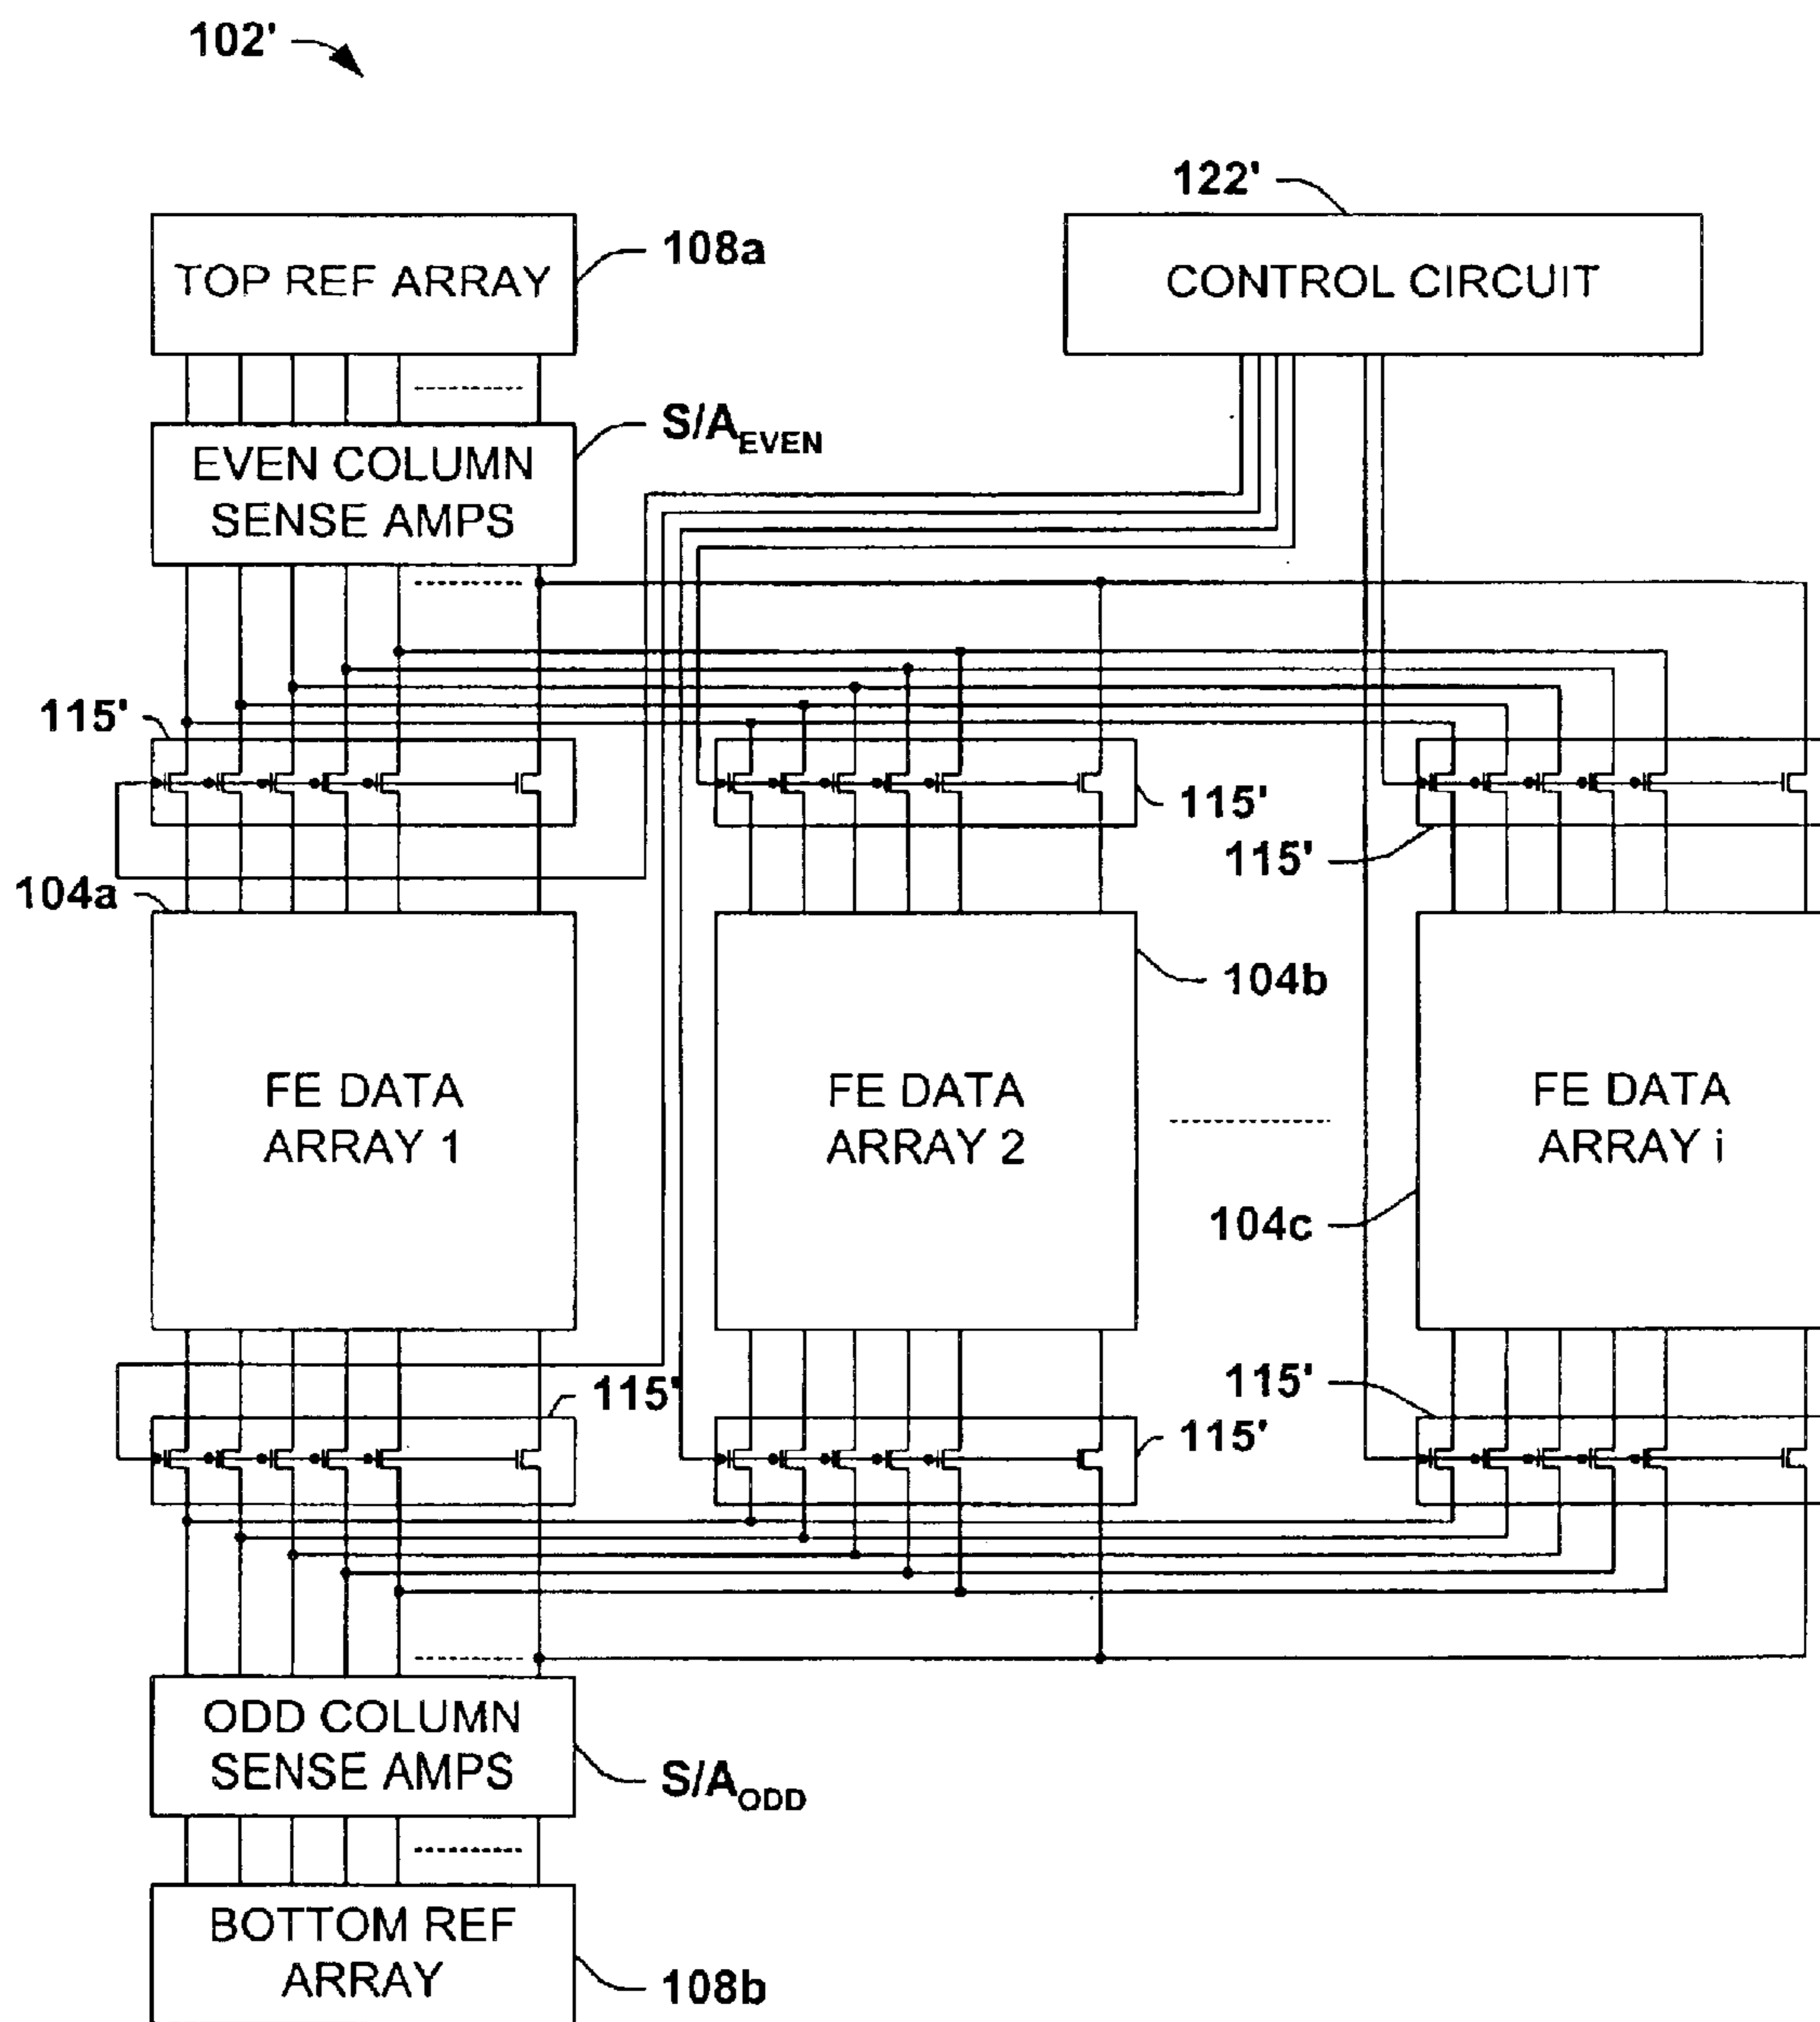 102'
122'
TOP REF ARRAY
108a
CONTROL CIRCUIT
EVEN COLUMN
SENSE AMPS
S/A EVEN
115'
115'
115'
104a
104b
FE DATA
ARRAY 1
FE DATA
ARRAY 2
FE DATA
ARRAY i
104c
115'
115'
115'
ODD COLUMN
SENSE AMPS
S/A ODD
BOTTOM REF
ARRAY
108b